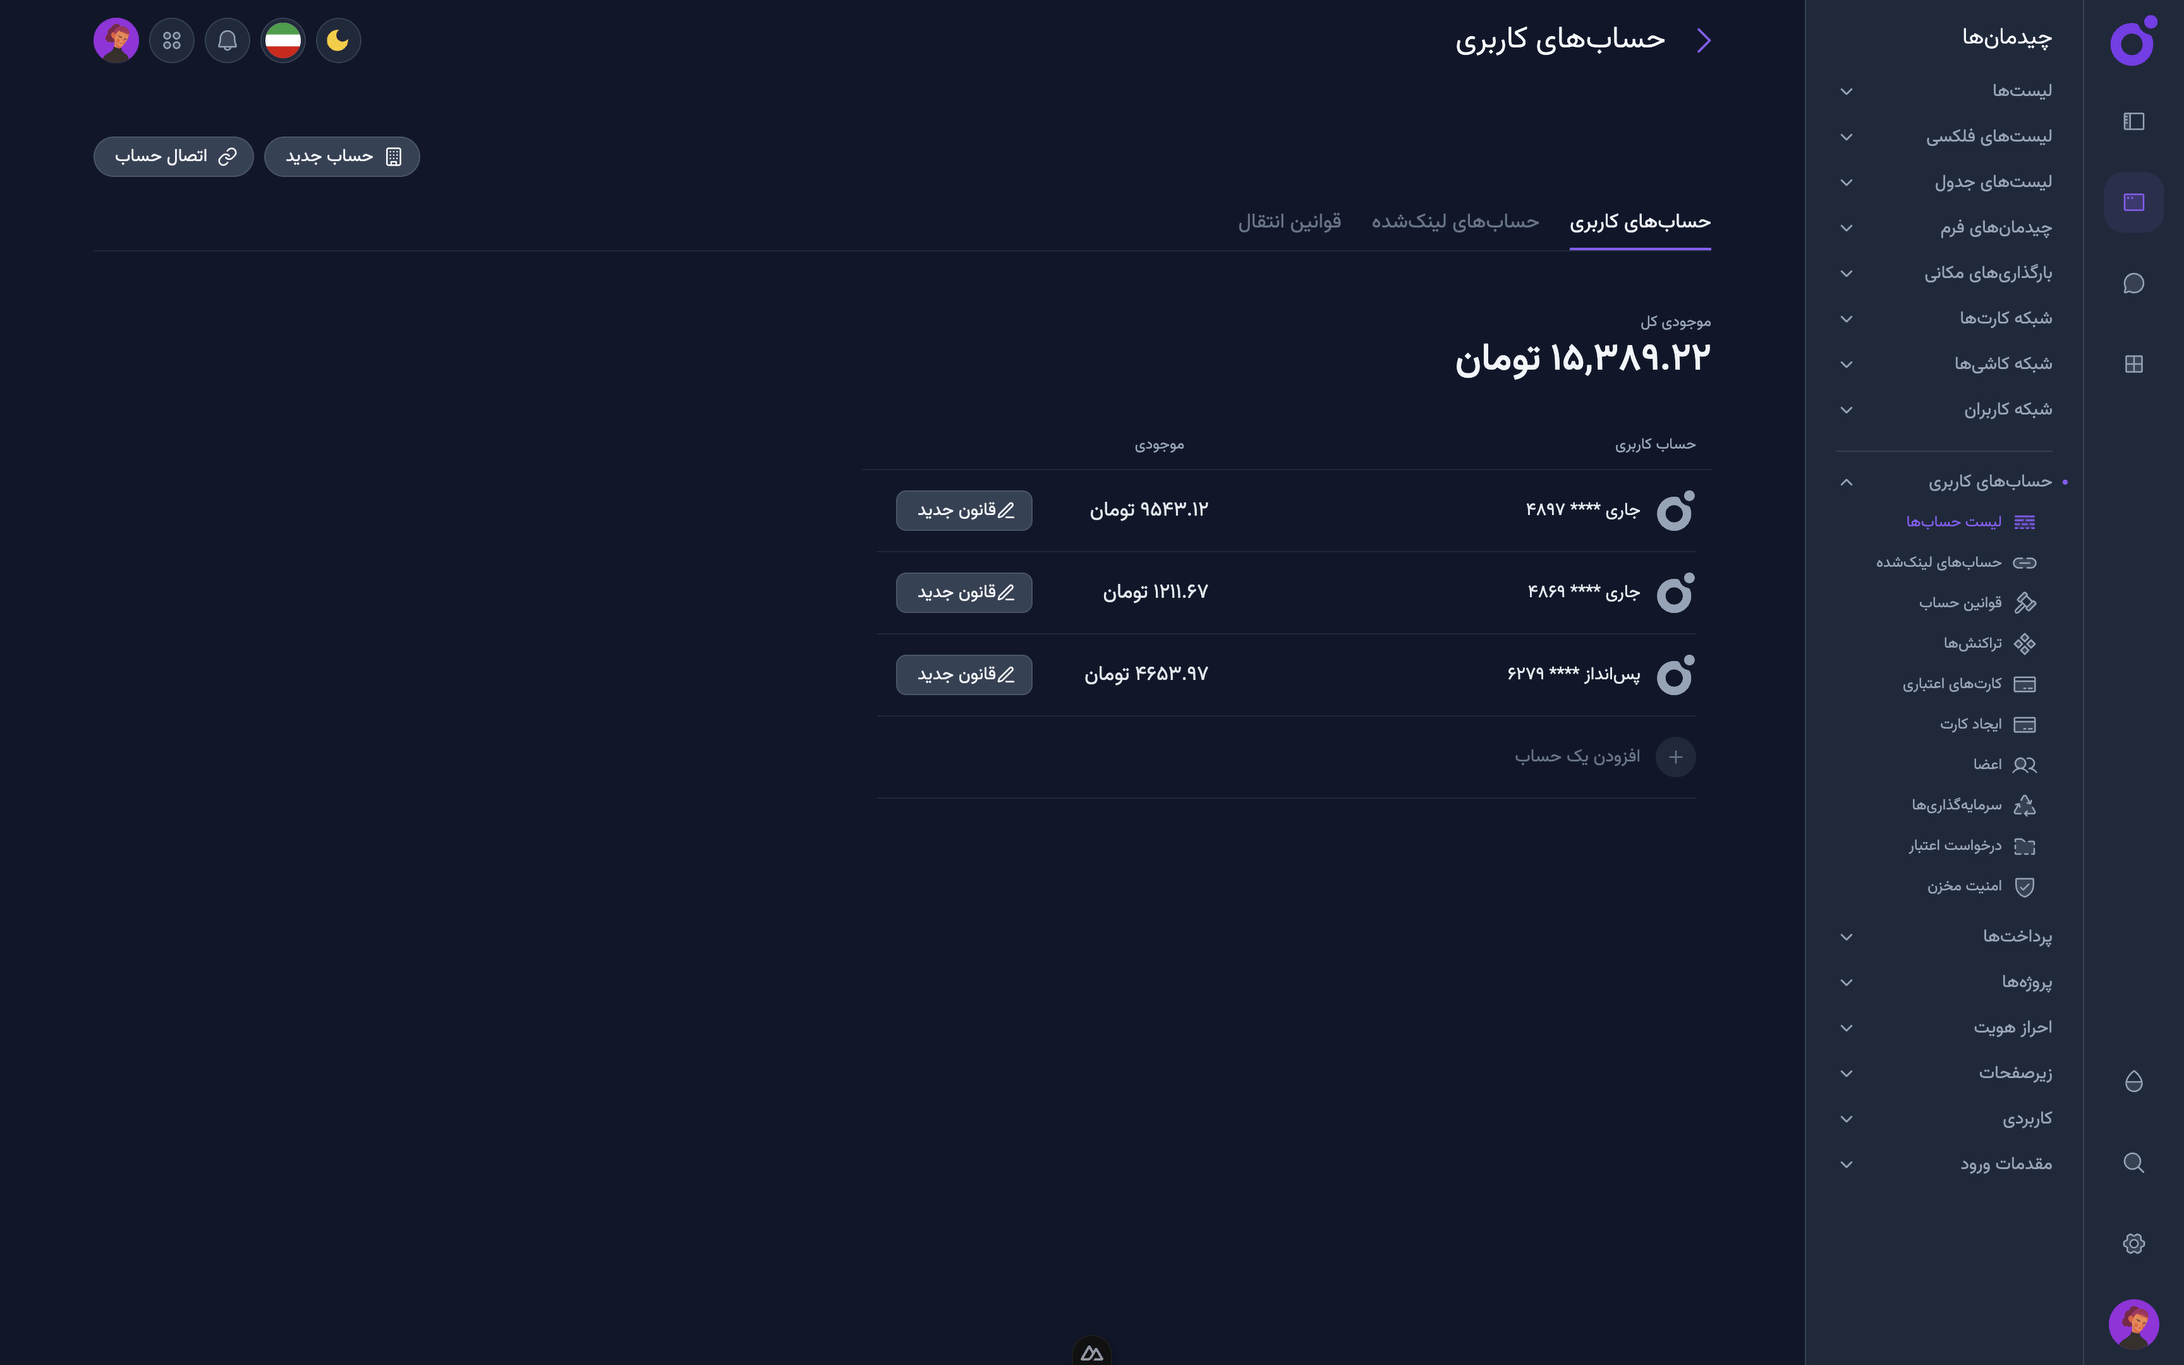 چیدمان‌ها
لیست‌ها
لیست‌های فلکسی
لیست‌های جدول
چیدمان‌های فرم
بارگذاری‌های مکانی
شبکه کارت‌ها
شبکه کاشی‌ها
شبکه کاربران
حساب‌های کاربری
لیست حساب‌ها
حساب‌های لینک‌شده
قوانین حساب
تراکنش‌ها
کارت‌های اعتباری
ایجاد کارت
اعضا
سرمایه‌گذاری‌ها
درخواست اعتبار
امنیت مخزن
پرداخت‌ها
پروژه‌ها
احراز هویت
زیرصفحات
کاربردی
مقدمات ورود
حساب‌های کاربری
حساب جدید
اتصال حساب
حساب‌های کاربری
حساب‌های لینک‌شده
قوانین انتقال
موجودی کل
۱۵,۳۸۹.۲۲ تومان
حساب کاربری
موجودی
جاری **** ۴۸۹۷
۹۵۴۳.۱۲ تومان
قانون جدید
جاری **** ۴۸۶۹
۱۲۱۱.۶۷ تومان
قانون جدید
پس‌انداز **** ۶۲۷۹
۴۶۵۳.۹۷ تومان
قانون جدید
افزودن یک حساب